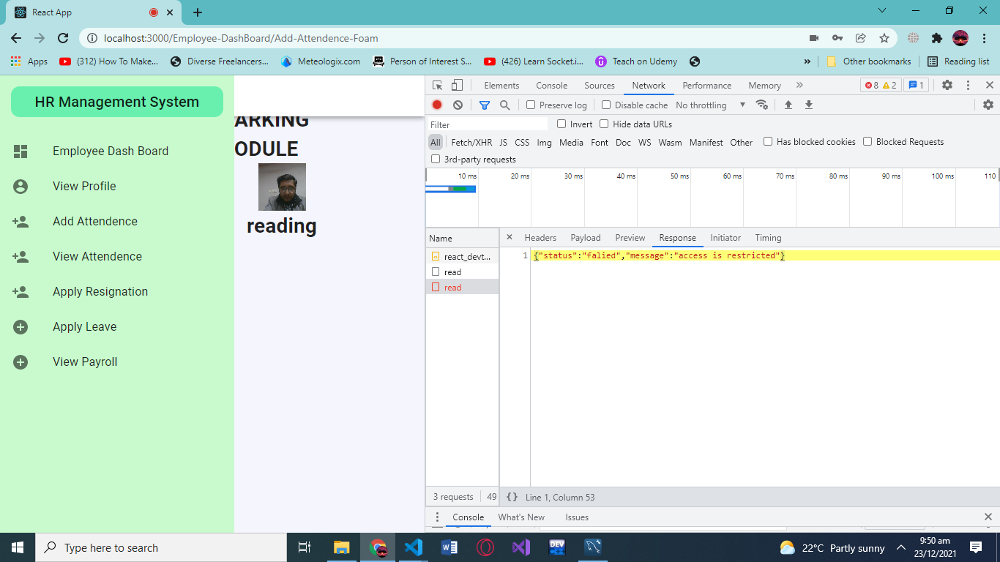 React App
localhost:3000/Employee-DashBoard/Add-Attendence-Foam
Apps
(312) How To Make...
Diverse Freelancers...
Meteologix.com
Person of Interest S...
(426) Learn Socket.i...
Teach on Udemy
»
Other bookmarks
Reading list
HR Management System
Employee Dash Board
View Profile
Add Attendence
View Attendence
Apply Resignation
Apply Leave
View Payroll
ARKING
ODULE
reading
Elements Console Sources Network Performance Memory » 8 2 1
Preserve log Disable cache No throttling
Filter Invert Hide data URLs
All Fetch/XHR JS CSS Img Media Font Doc WS Wasm Manifest Other Has blocked cookies Blocked Requests
3rd-party requests
10 ms 20 ms 30 ms 40 ms 50 ms 60 ms 70 ms 80 ms 90 ms 100 ms 110
Name
react_devt...
read
read
3 requests 49
Headers Payload Preview Response Initiator Timing
1 {"status":"falied","message":"access is restricted"}
{} Line 1, Column 53
Console What's New Issues
Type here to search
W
DEV
22°C Partly sunny
9:50 am
23/12/2021